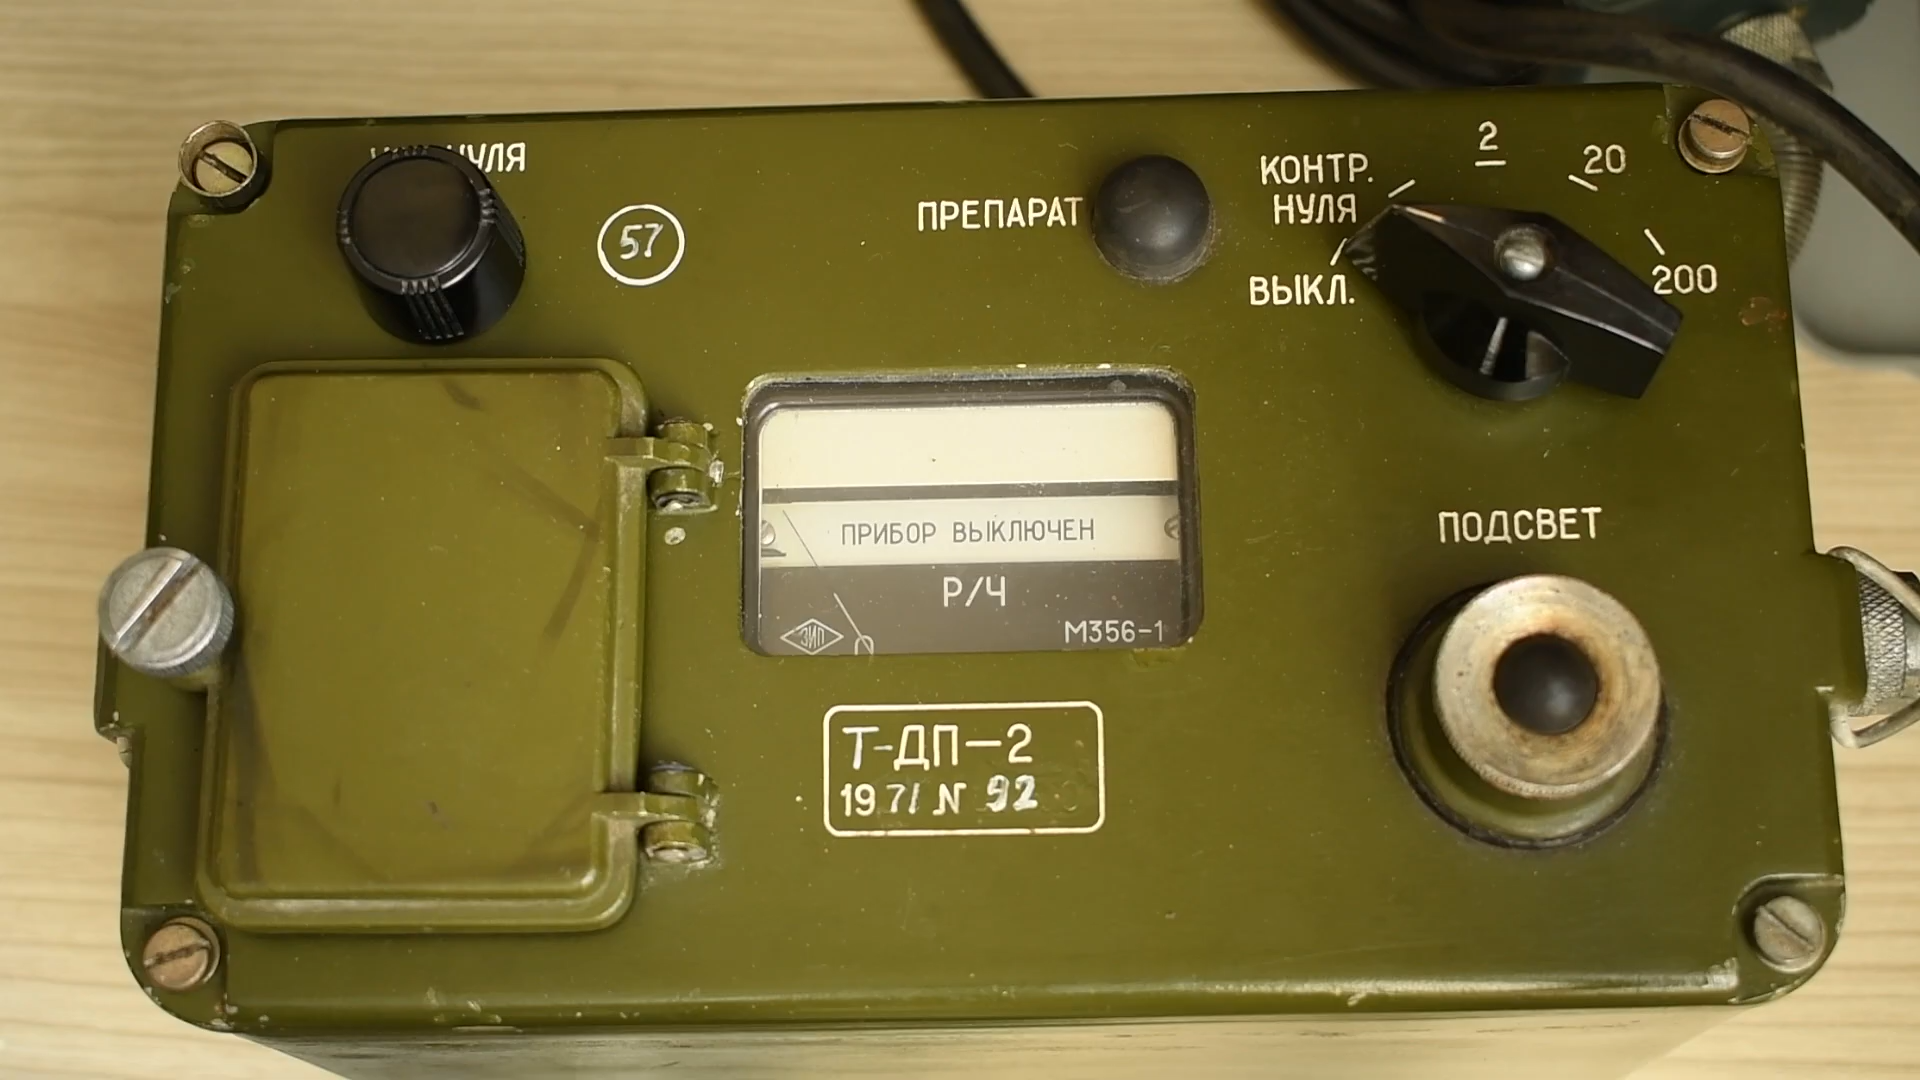 НУЛЯ
57
ПРЕПАРАТ
КОНТР.
НУЛЯ
ВЫКЛ.
2
20
200
ПРИБОР ВЫКЛЮЧЕН
Р/Ч
ЗИП
М356-1
ПОДСВЕТ
Т-ДП-2
1971 N 92